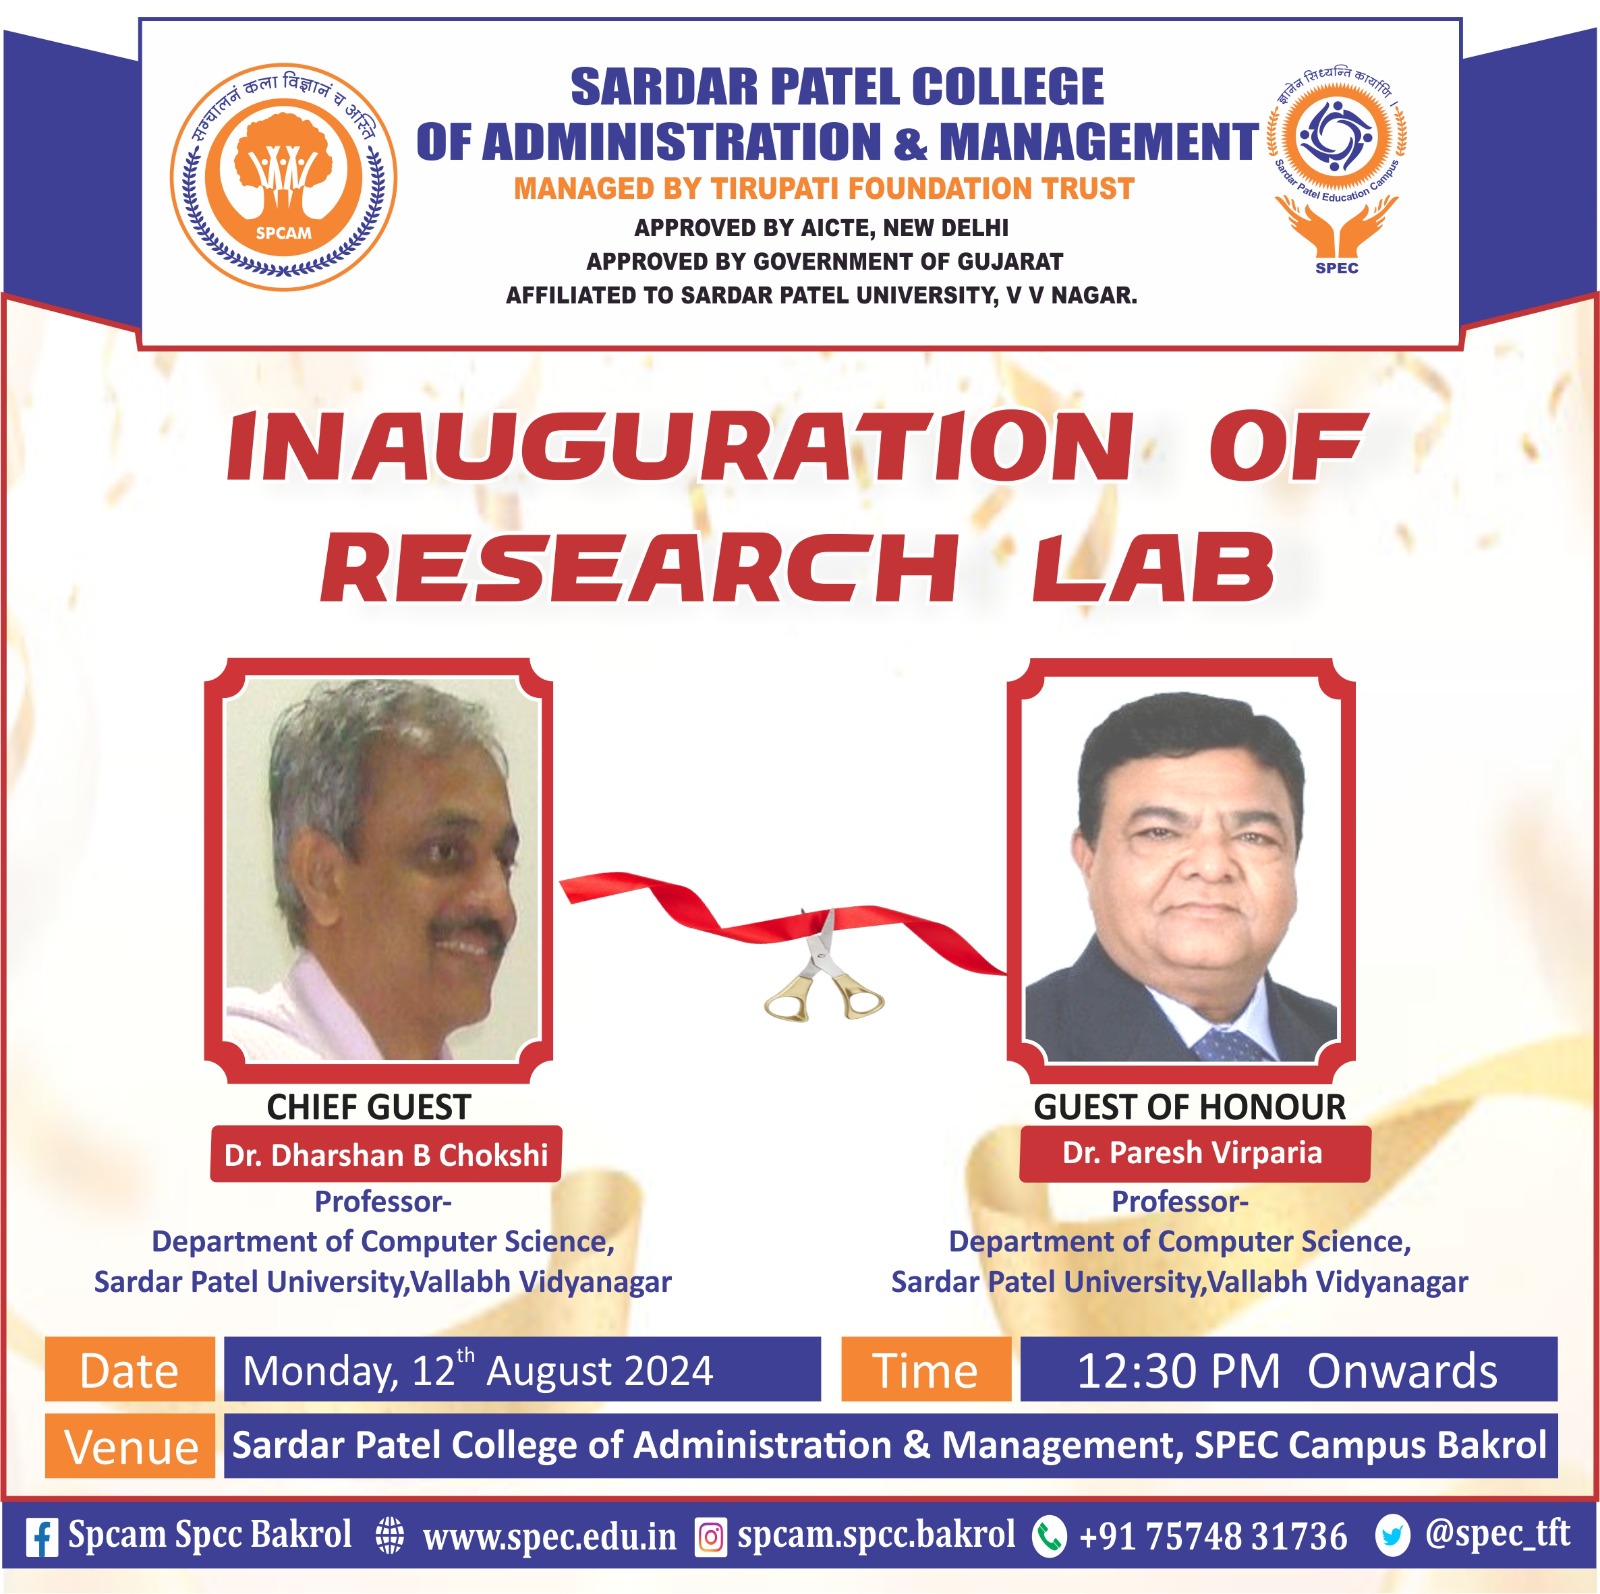 सञ्चालनं कला विज्ञानं च अस्ति
SPCAM
SARDAR PATEL COLLEGE
OF ADMINISTRATION & MANAGEMENT
MANAGED BY TIRUPATI FOUNDATION TRUST
APPROVED BY AICTE, NEW DELHI
APPROVED BY GOVERNMENT OF GUJARAT
AFFILIATED TO SARDAR PATEL UNIVERSITY, V V NAGAR.
ज्ञानेन सिध्यन्ति कार्याणि ।
Sardar Patel Education Campus
SPEC
INAUGURATION OF
RESEARCH LAB
CHIEF GUEST
Dr. Dharshan B Chokshi
Professor-
Department of Computer Science,
Sardar Patel University,Vallabh Vidyanagar
GUEST OF HONOUR
Dr. Paresh Virparia
Professor-
Department of Computer Science,
Sardar Patel University,Vallabh Vidyanagar
Date Monday, 12th August 2024 Time 12:30 PM Onwards
Venue Sardar Patel College of Administration & Management, SPEC Campus Bakrol
Spcam Spcc Bakrol www.spec.edu.in spcam.spcc.bakrol +91 75748 31736 @spec_tft